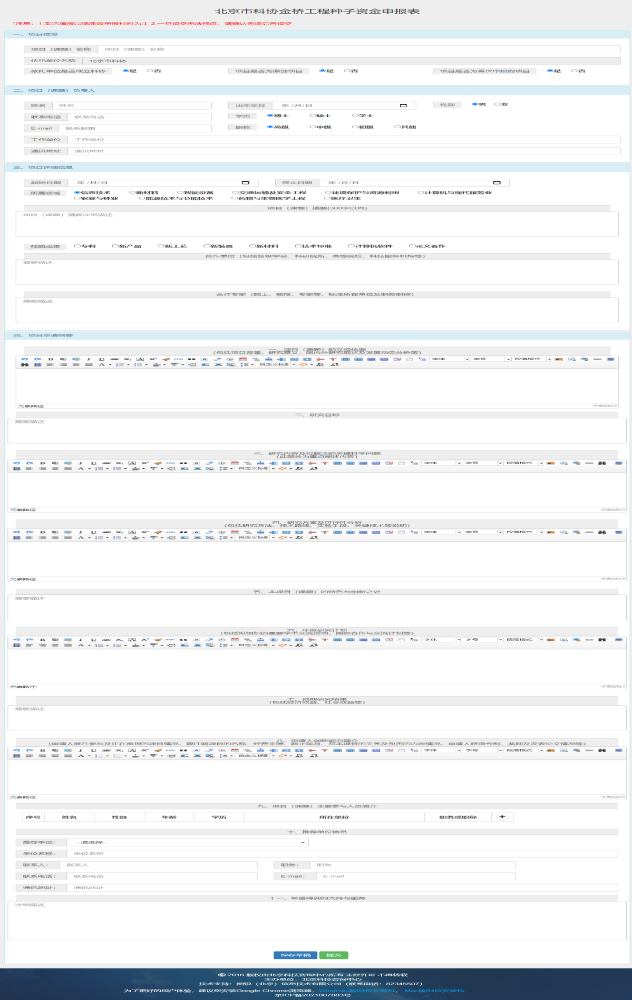 北京市科协金桥工程种子资金申报表
*注意： 1.本次填报以纸质版申报材料为主 2.一旦提交无法修改，请确认无误后再提交
一、项目信息
项目（课题）名称 项目（课题）名称
依托单位名称 北京市科协
依托单位是否成立科协 是 否 项目是否为原创项目 是 否 项目是否为首次申报的项目 是 否
二、项目（课题）负责人
姓名 姓名 出生年月 年 /月/日 性别 男 女
联系电话 联系电话 学历 博士 硕士 学士
E-mail 联系邮箱 职称 高级 中级 初级 其他
工作单位 工作单位
通讯地址 通讯地址
三、项目详细信息
起始日期 年 /月/日 终止日期 年 /月/日
所属领域 信息技术 新材料 智能设备 交通运输及安全工程 环境保护与资源利用 计算机与现代服务业
农业与林业 能源技术与节能技术 药物与生物医学工程 医疗卫生
项目（课题）摘要(300字以内)
项目（课题）摘要详细描述
预期成果 专利 新产品 新工艺 新装置 新材料 技术标准 计算机软件 论文著作
合作单位（包括各级学会、科研院所、高等院校、科技服务机构等）
摘要描述
合作专家（院士、教授、专家等，标注所在单位及职务职称）
摘要描述
四、项目申请纲要
一、项目（课题）的立项依据
(包括项目背景、研究意义，国内外研究现状及发展动态分析等)
B I U ABC X, A X² HTML 字体 字号 段落格式
自定义标题
元素路径: 字数统计
二、研究目标
摘要描述
三、研究内容及拟解决的关键科学问题
(此部分为重点阐述内容)
B I U ABC X, A X² HTML 字体 字号 段落格式
A 自定义标题
元素路径: 字数统计
四、研究方案及可行性分析
(包括研究方法、技术路线、实验手段、关键技术等说明)
B I U ABC X, A X² HTML 字体 字号 段落格式
A 自定义标题
元素路径: 字数统计
五、本项目（课题）的特色与创新之处
摘要描述
六、年度研究计划
(包括拟组织的重要学术交流活动、国际合作与交流计划等)
B I U ABC X, A X² HTML 字体 字号 段落格式
A 自定义标题
元素路径: 字数统计
七、预期研究结果
(包括经济效益、社会效益等)
摘要描述
八、申请人创新能力简介
(申请人既往参与及正在承担的项目情况，要注明项目的名称、经费来源、起止年月、与本项目的关系及负责的内容情况，申请人获得专利、奖励及发表论文情况等)
B I U ABC X, A X² HTML 字体 字号 段落格式
A 自定义标题
元素路径: 字数统计
九、项目（课题）主要参与人员简介
序号 姓名 性别 年龄 学历 所在单位 职务或职称 +
十、推荐单位信息
推荐单位： --请选择--
单位名称： 单位名称
联系人： 联系人 职务： 职务
联系电话： 联系电话 E-mail： E-mail
通讯地址： 通讯地址
十一、希望得到的支持与服务
详细描述
保存草稿 提交
© 2016 版权由北京科技咨询中心所有 未经许可 不得转载
主办单位：北京科技咨询中心
技术支持：图锐（北京）信息技术有限公司（联系电话：82345507）
为了更好的用户体验，建议您安装Google Chrome浏览器，Windows版64位安装包，Mac版64位安装包
京ICP备2021007883号